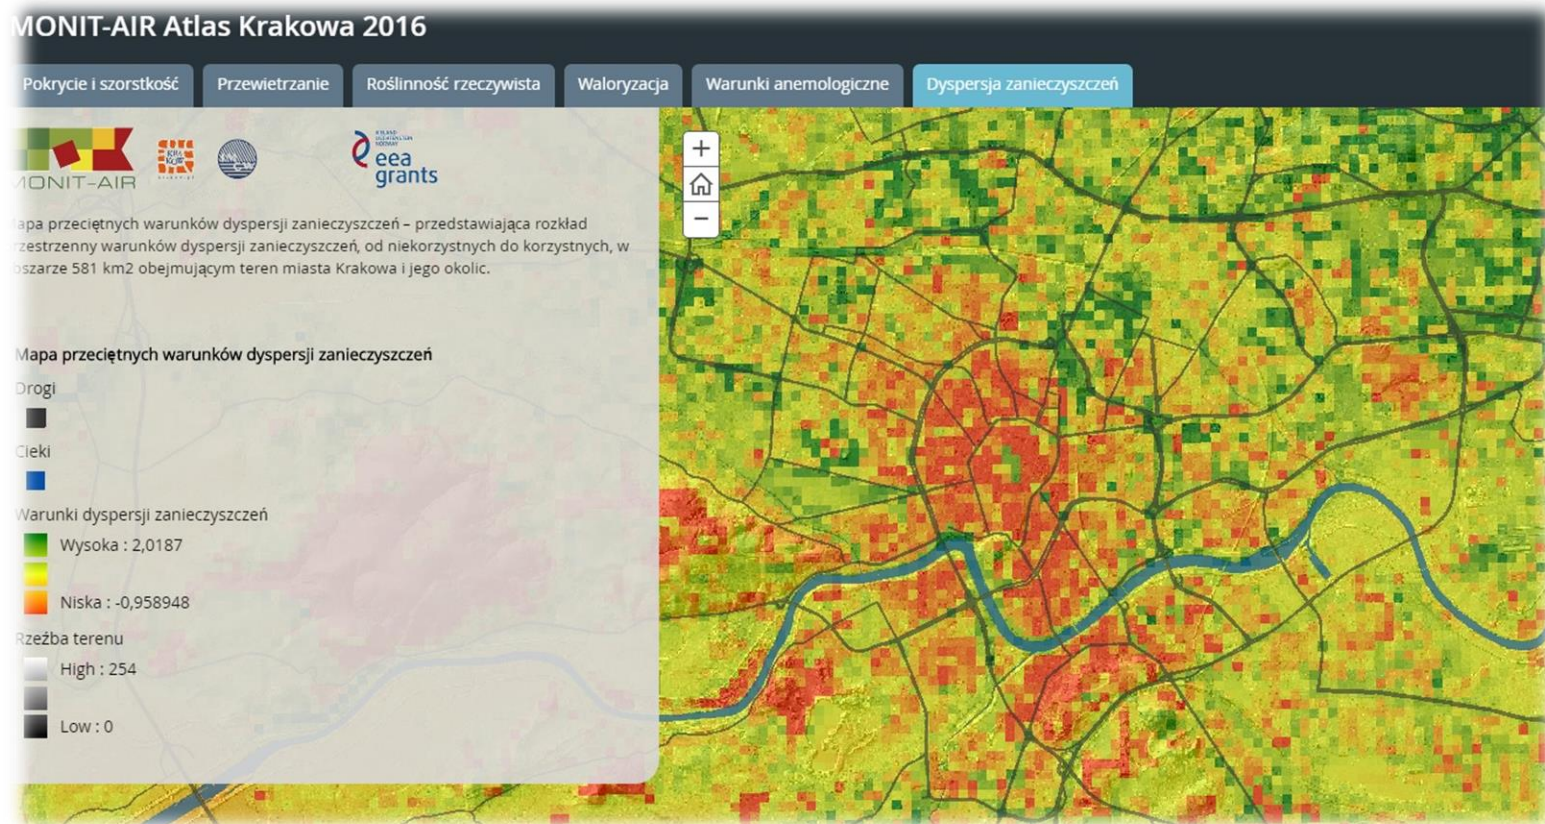 MONIT-AIR Atlas Krakowa 2016
Pokrycie i szorstkość
Przewietrzanie
Roślinność rzeczywista
Waloryzacja
Warunki anemologiczne
Dyspersja zanieczyszczeń
MONIT-AIR
eea
grants
apa przeciętnych warunków dyspersji zanieczyszczeń – przedstawiająca rozkład
rzestrzenny warunków dyspersji zanieczyszczeń, od niekorzystnych do korzystnych, w
bszarze 581 km2 obejmującym teren miasta Krakowa i jego okolic.
Mapa przeciętnych warunków dyspersji zanieczyszczeń
Drogi
Cieki
Warunki dyspersji zanieczyszczeń
Wysoka : 2,0187
Niska : -0,958948
Rzeźba terenu
High : 254
Low : 0
+
−